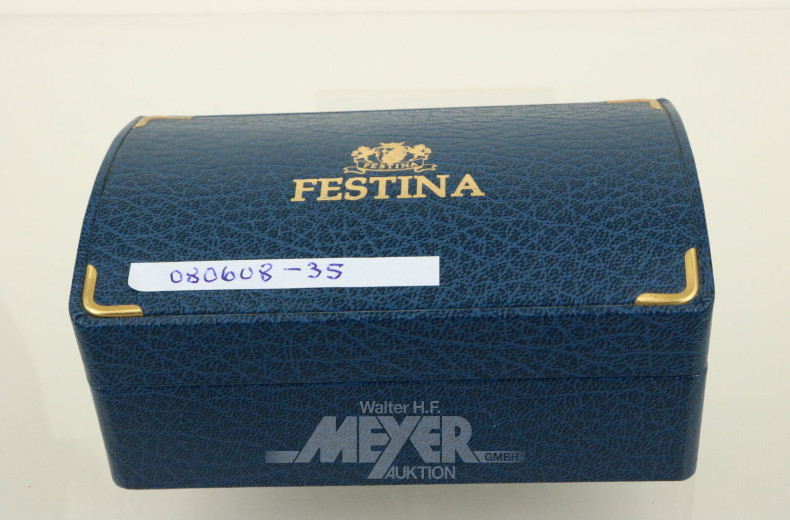 FESTINA
FESTINA
080608-35
Walter H.F.
MEYER
GMBH
AUKTION